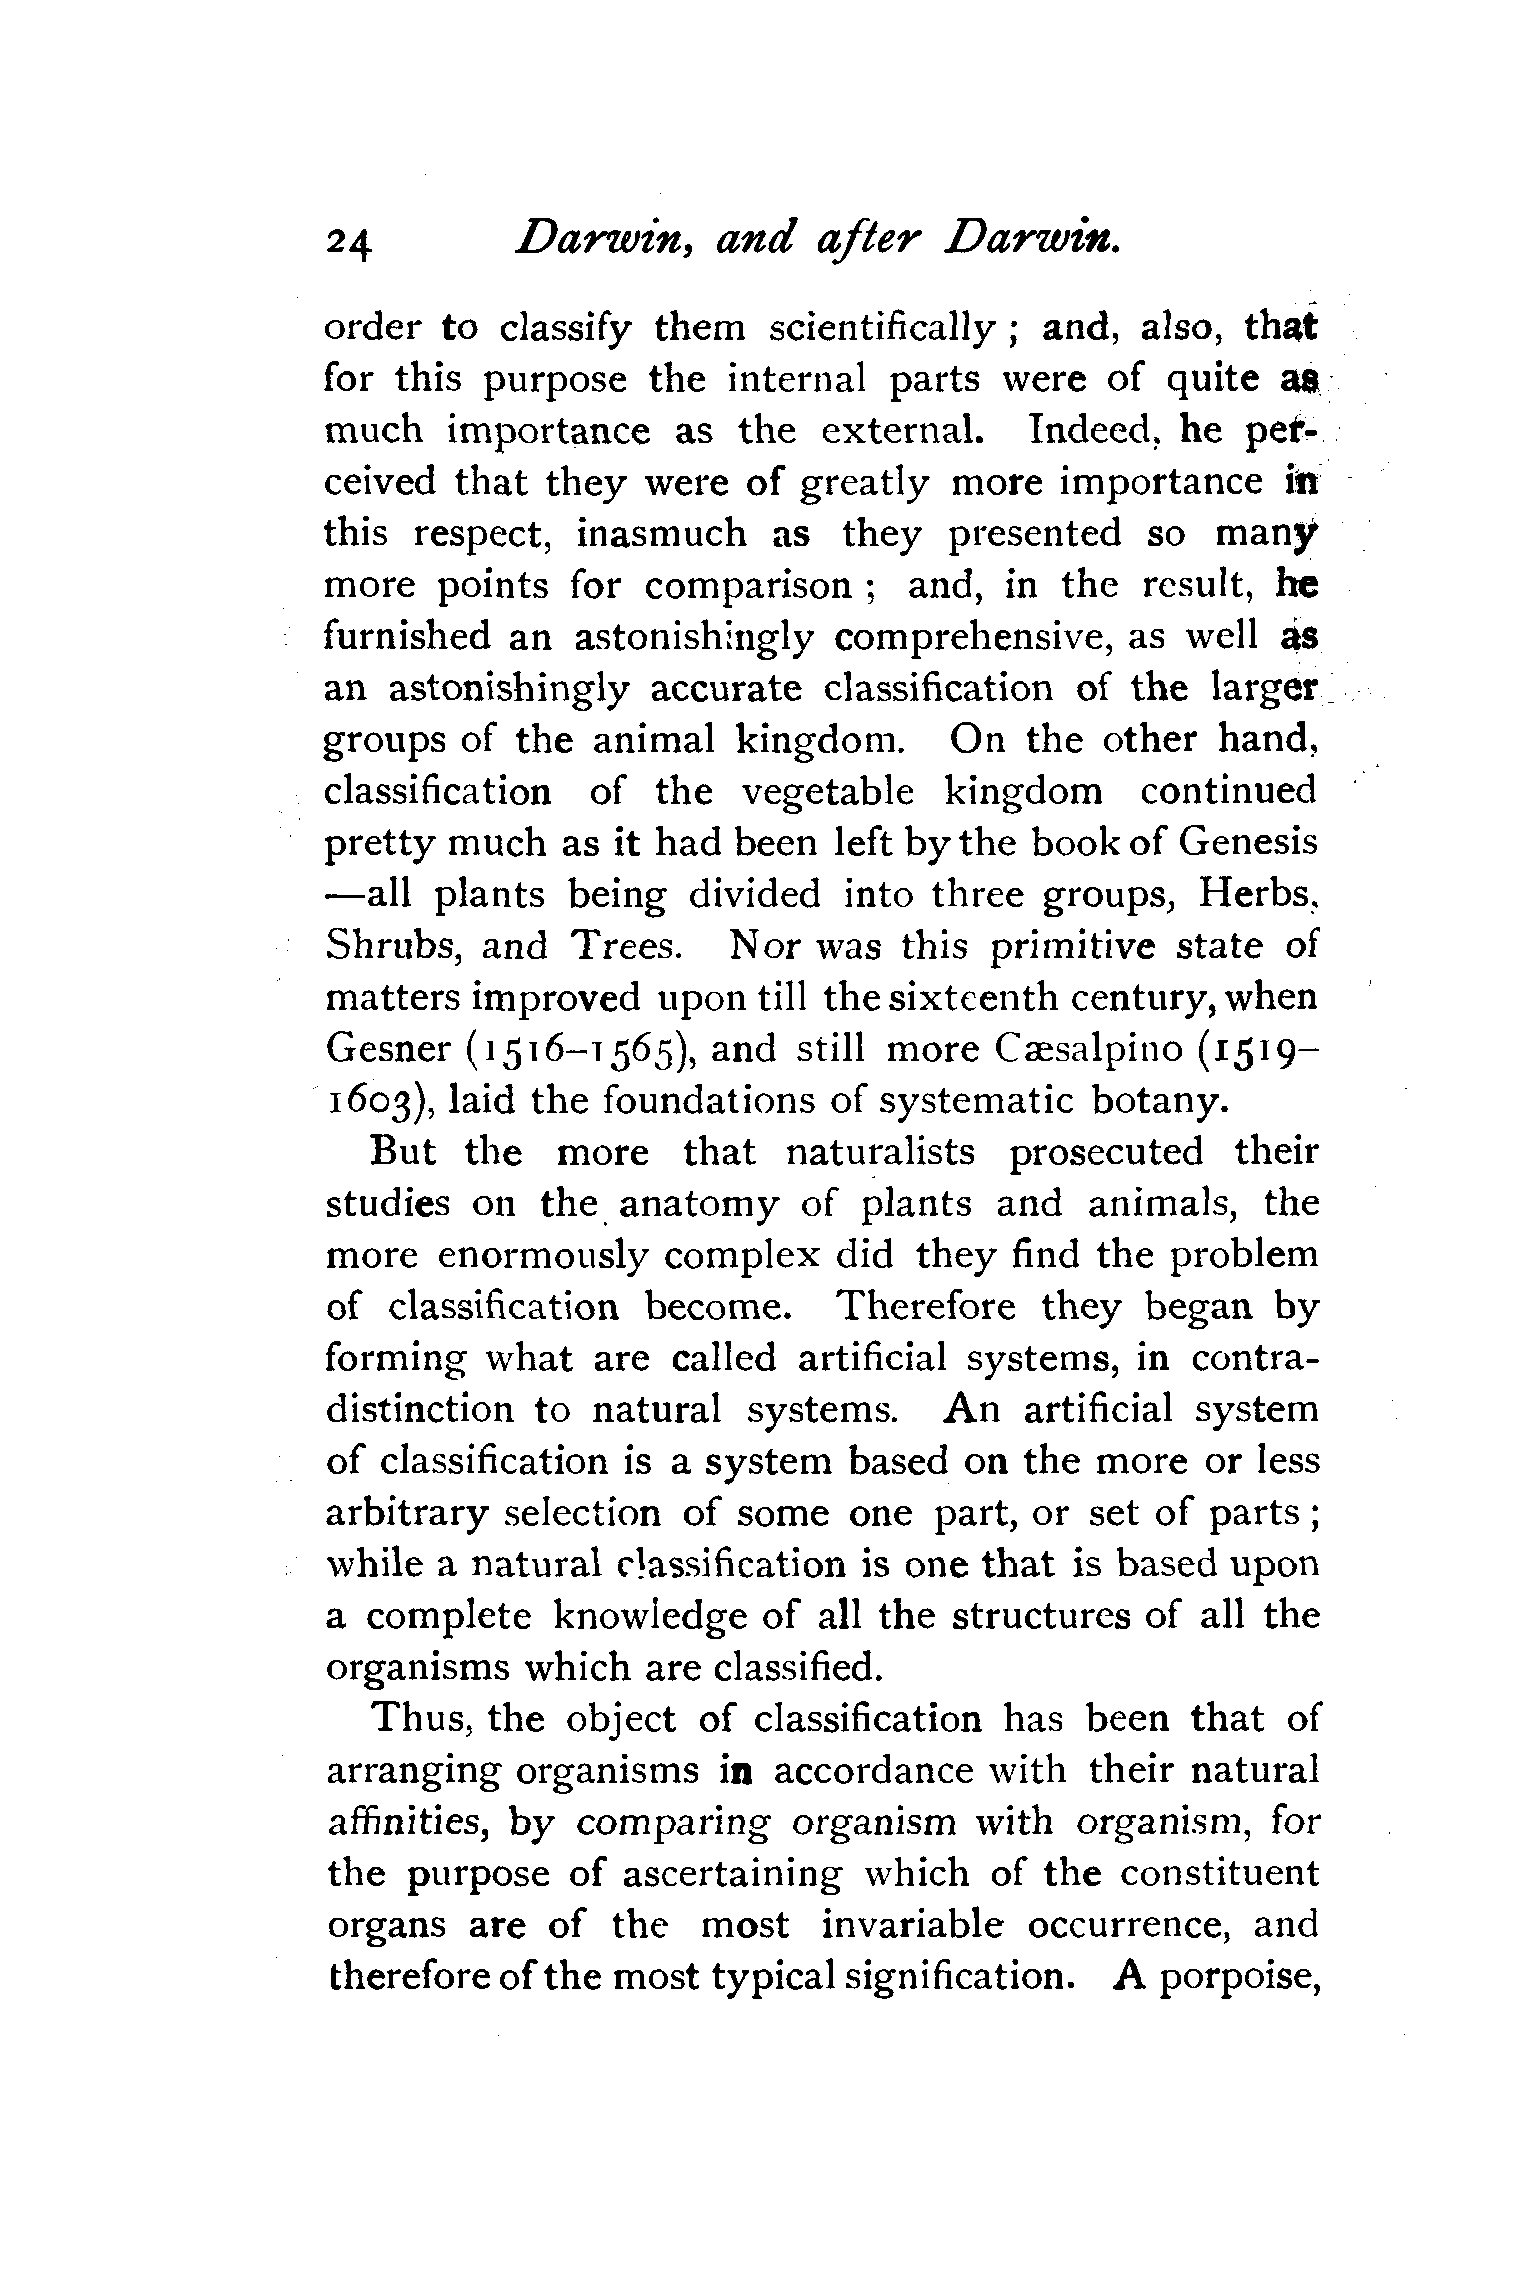 24 Darwin, and after Darwin.
order to classify them scientifically ; and, also, that
for this purpose the internal parts were of quite as
much importance as the external. Indeed, he per-
ceived that they were of greatly more importance in
this respect, inasmuch as they presented so many
more points for comparison ; and, in the result, he
furnished an astonishingly comprehensive, as well as
an astonishingly accurate classification of the larger
groups of the animal kingdom. On the other hand,
classification of the vegetable kingdom continued
pretty much as it had been left by the book of Genesis
—all plants being divided into three groups, Herbs,
Shrubs, and Trees. Nor was this primitive state of
matters improved upon till the sixteenth century, when
Gesner (1516–1565), and still more Cæsalpino (1519–
1603), laid the foundations of systematic botany.
But the more that naturalists prosecuted their
studies on the anatomy of plants and animals, the
more enormously complex did they find the problem
of classification become. Therefore they began by
forming what are called artificial systems, in contra-
distinction to natural systems. An artificial system
of classification is a system based on the more or less
arbitrary selection of some one part, or set of parts ;
while a natural classification is one that is based upon
a complete knowledge of all the structures of all the
organisms which are classified.
Thus, the object of classification has been that of
arranging organisms in accordance with their natural
affinities, by comparing organism with organism, for
the purpose of ascertaining which of the constituent
organs are of the most invariable occurrence, and
therefore of the most typical signification. A porpoise,